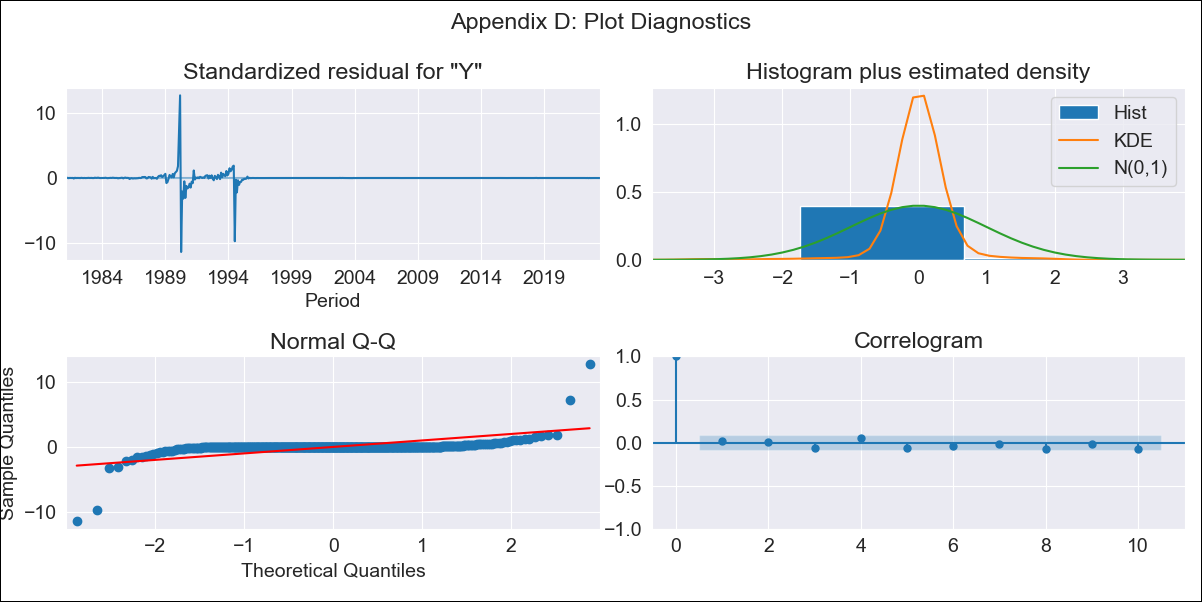 Appendix D: Plot Diagnostics
Standardized residual for "Y"
10
0
−10
1984 1989 1994 1999 2004 2009 2014 2019
Period
Histogram plus estimated density
1.0
0.5
0.0
Hist
KDE
N(0,1)
−3 −2 −1 0 1 2 3
Normal Q-Q
Sample Quantiles
10
0
−10
−2 −1 0 1 2
Theoretical Quantiles
Correlogram
1.0
0.5
0.0
−0.5
−1.0
0 2 4 6 8 10